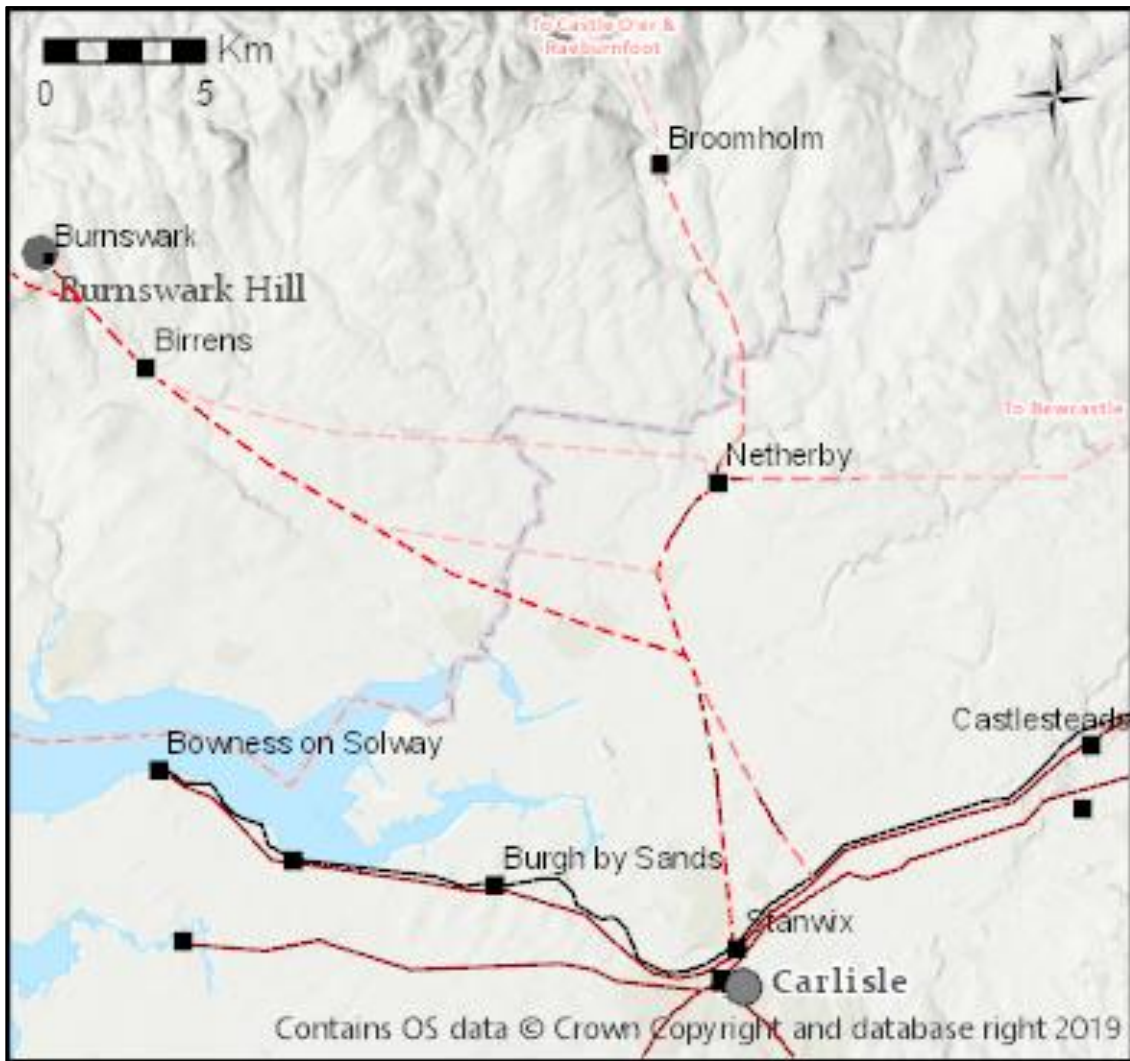 To Castle O'er &
Raeburnfoot
N
Km
0 5
Broomholm
Burnswark
Burnswark Hill
Birrens
To Bewcastle
Netherby
Castlesteads
Bowness on Solway
Burgh by Sands
Stanwix
Carlisle
Contains OS data © Crown Copyright and database right 2019